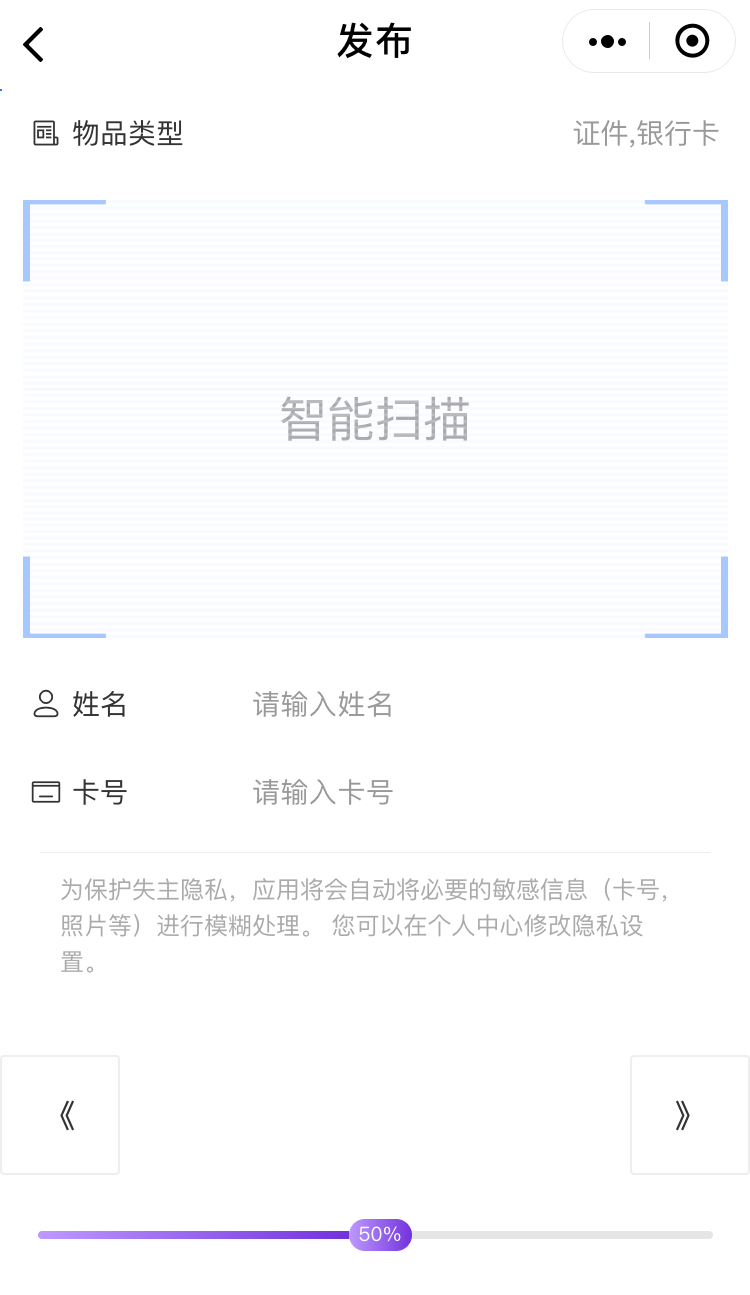 发布
物品类型
证件,银行卡
智能扫描
姓名
请输入姓名
卡号
请输入卡号
为保护失主隐私，应用将会自动将必要的敏感信息（卡号，
照片等）进行模糊处理。 您可以在个人中心修改隐私设
置。
《
》
50%